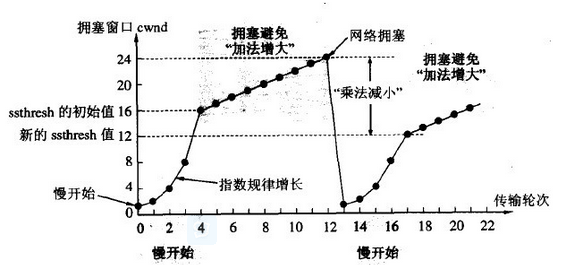 拥塞窗口 cwnd
拥塞避免
“加法增大”
网络拥塞
拥塞避免
“加法增大”
24
20
ssthresh 的初始值 16
新的 ssthresh 值 12
8
4
0
“乘法减小”
指数规律增长
慢开始
0 2 4 6 8 10 12 14 16 18 20 22
传输轮次
慢开始
慢开始